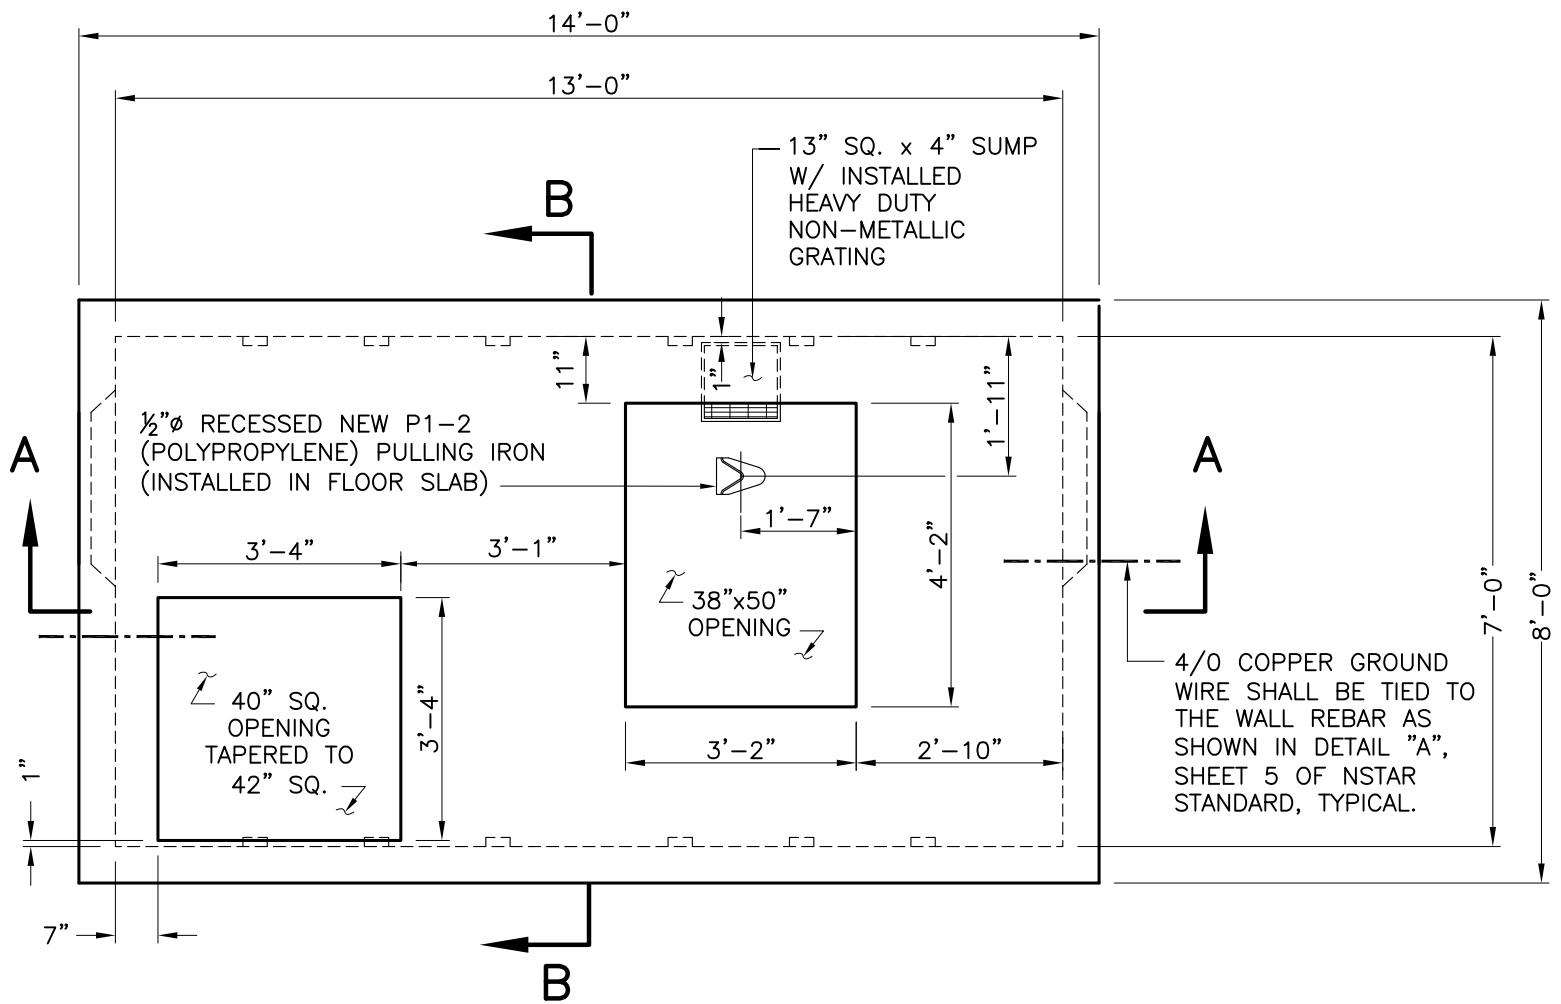 14'-0"
13'-0"
13" SQ. x 4" SUMP
W/ INSTALLED
HEAVY DUTY
NON-METALLIC
GRATING
B
11"
1"
1'-11"
½"ø RECESSED NEW P1-2
(POLYPROPYLENE) PULLING IRON
(INSTALLED IN FLOOR SLAB)
A
A
1'-7"
3'-4"
3'-1"
4'-2"
38"x50"
OPENING
7'-0"
8'-0"
4/0 COPPER GROUND
WIRE SHALL BE TIED TO
THE WALL REBAR AS
SHOWN IN DETAIL "A",
SHEET 5 OF NSTAR
STANDARD, TYPICAL.
40" SQ.
OPENING
TAPERED TO
42" SQ.
3'-4"
3'-2"
2'-10"
1"
7"
B